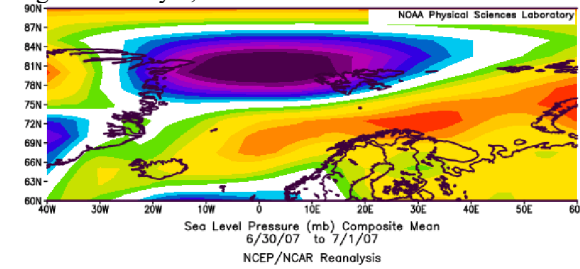 90N
NOAA Physical Sciences Laboratory
87N
84N
81N
78N
75N
72N
69N
66N
63N
60N
40W 30W 20W 10W 0 10E 20E 30E 40E 50E 60
Sea Level Pressure (mb) Composite Mean
6/30/07 to 7/1/07
NCEP/NCAR Reanalysis